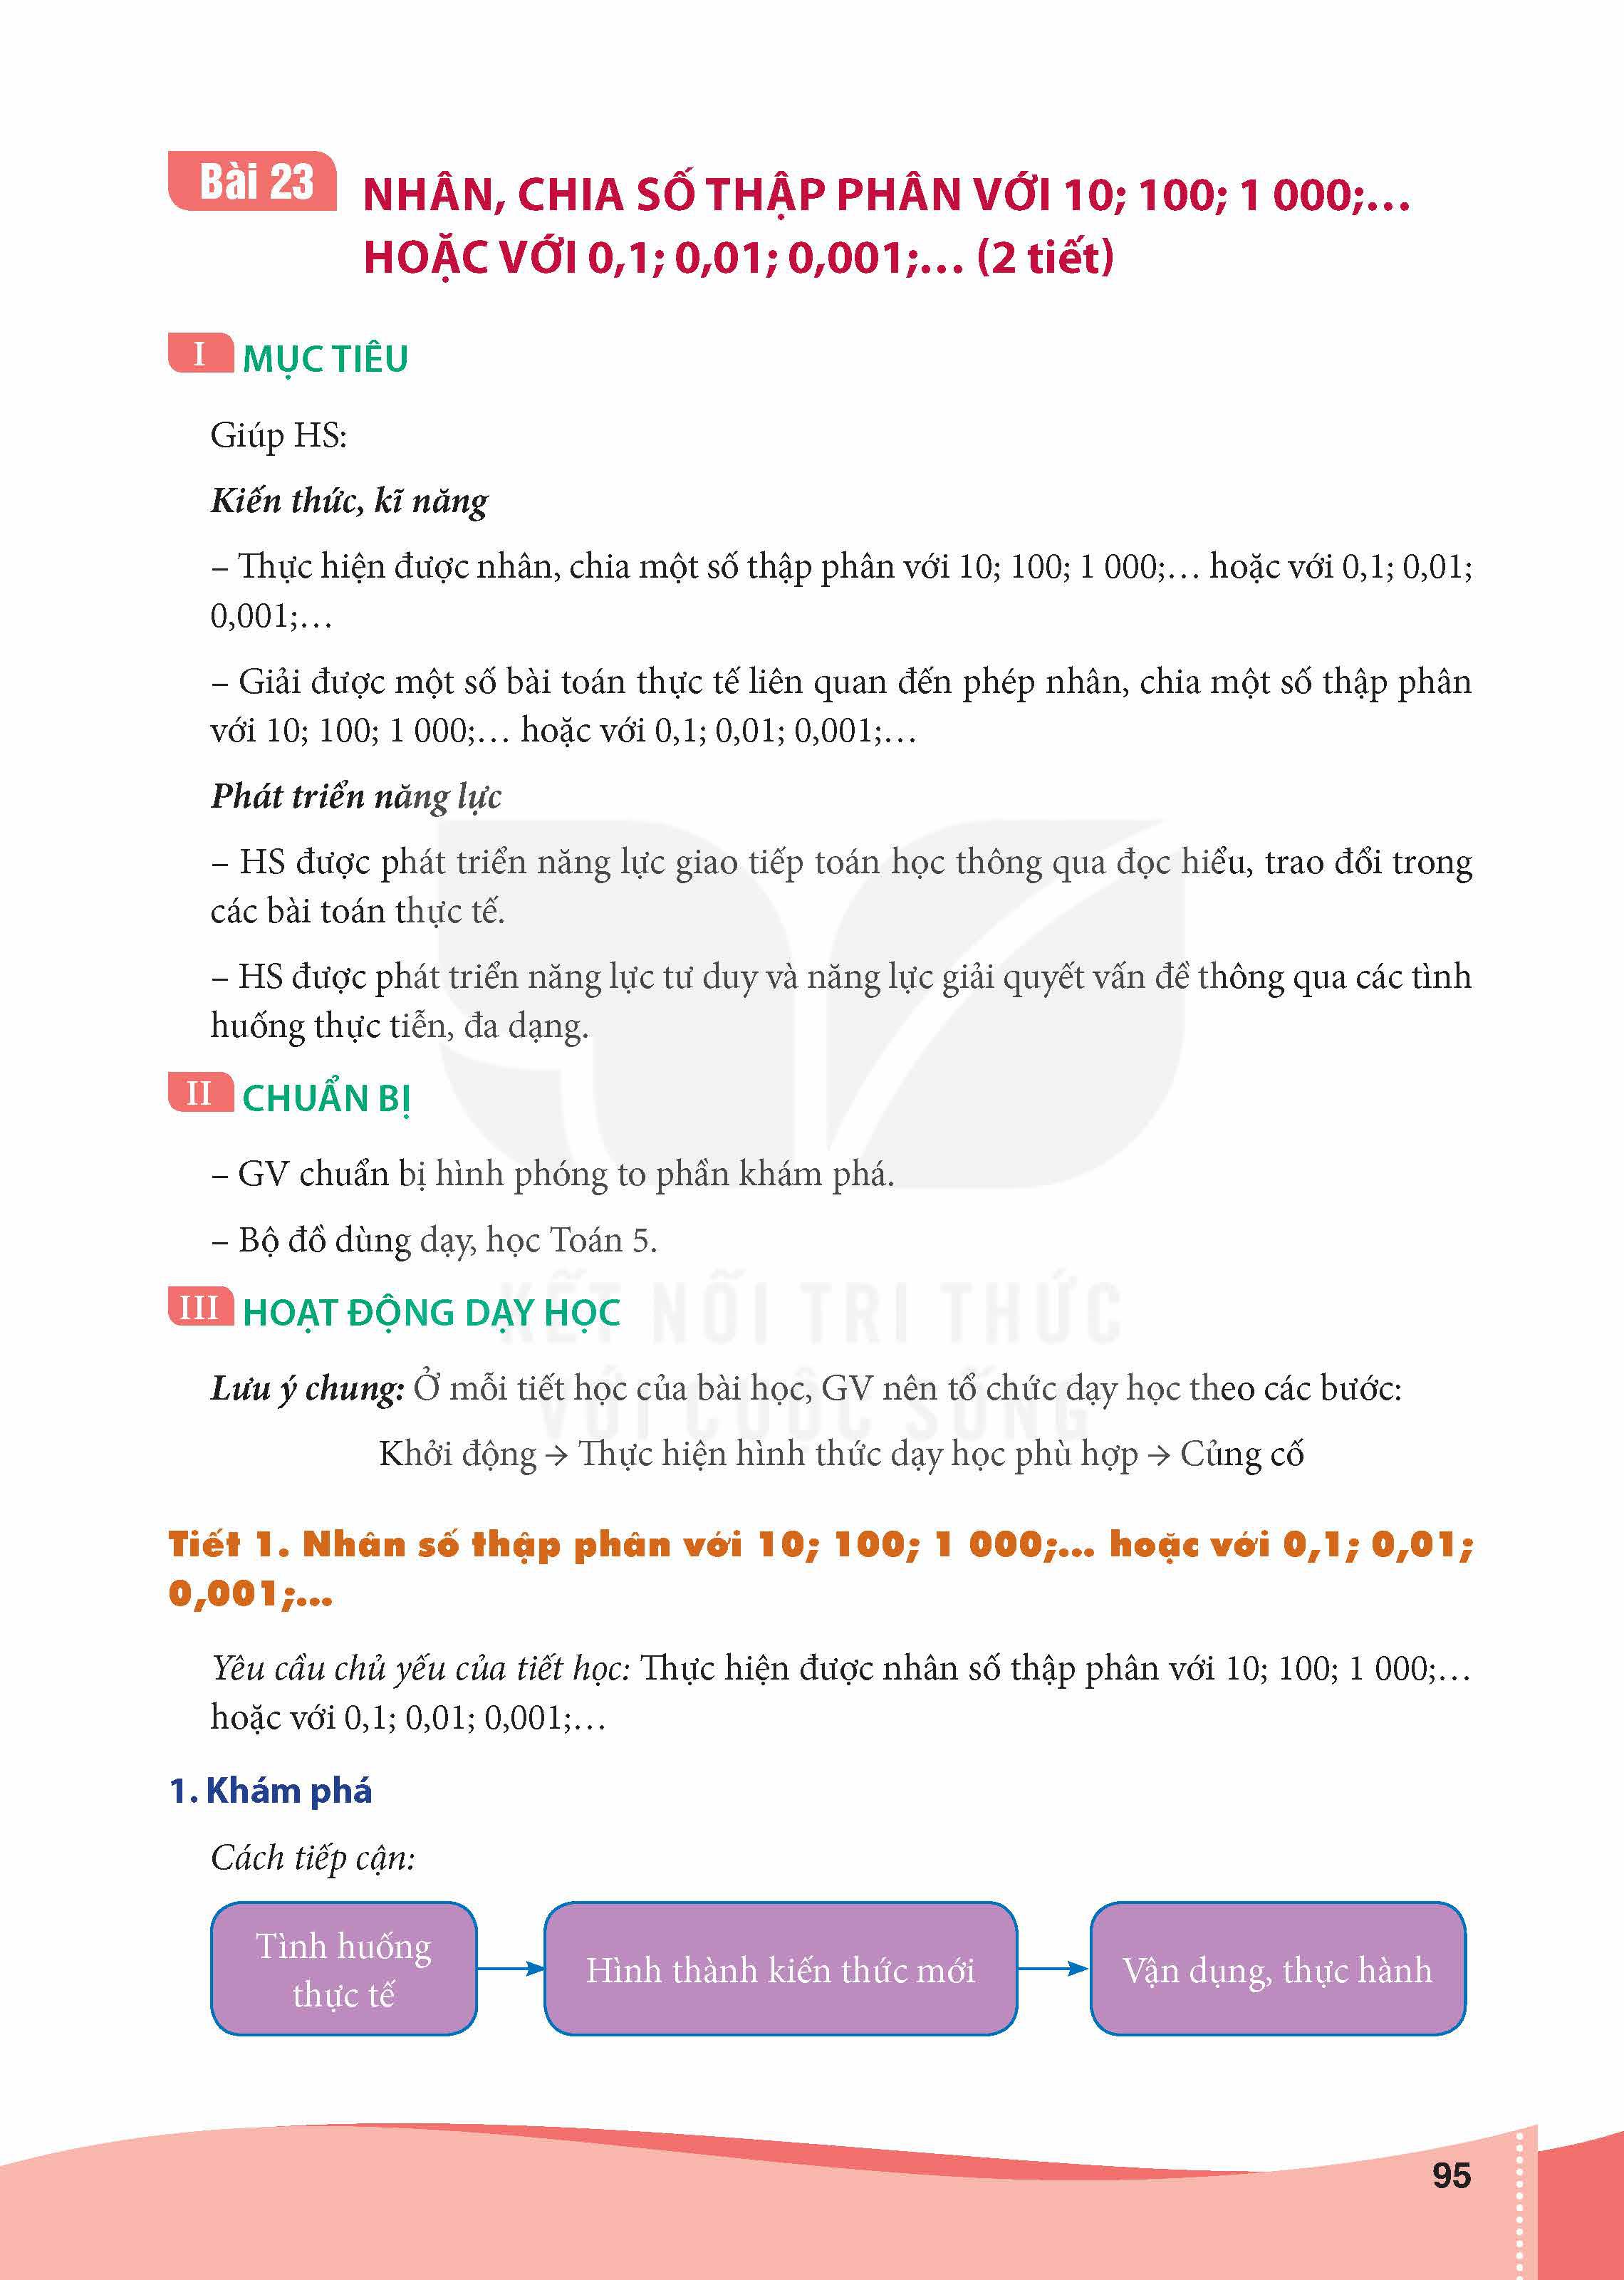 Bài 23
NHÂN, CHIA SỐ THẬP PHÂN VỚI 10; 100; 1 000;…
HOẶC VỚI 0,1; 0,01; 0,001;… (2 tiết)
I MỤC TIÊU
Giúp HS:
Kiến thức, kĩ năng
– Thực hiện được nhân, chia một số thập phân với 10; 100; 1 000;… hoặc với 0,1; 0,01;
0,001;…
– Giải được một số bài toán thực tế liên quan đến phép nhân, chia một số thập phân
với 10; 100; 1 000;… hoặc với 0,1; 0,01; 0,001;…
Phát triển năng lực
– HS được phát triển năng lực giao tiếp toán học thông qua đọc hiểu, trao đổi trong
các bài toán thực tế.
– HS được phát triển năng lực tư duy và năng lực giải quyết vấn đề thông qua các tình
huống thực tiễn, đa dạng.
II CHUẨN BỊ
– GV chuẩn bị hình phóng to phần khám phá.
– Bộ đồ dùng dạy, học Toán 5.
KẾT NỐI TRI THỨC
III HOẠT ĐỘNG DẠY HỌC
VỚI CUỘC SỐNG
Lưu ý chung: Ở mỗi tiết học của bài học, GV nên tổ chức dạy học theo các bước:
Khởi động → Thực hiện hình thức dạy học phù hợp → Củng cố
Tiết 1. Nhân số thập phân với 10; 100; 1 000;... hoặc với 0,1; 0,01;
0,001;...
Yêu cầu chủ yếu của tiết học: Thực hiện được nhân số thập phân với 10; 100; 1 000;…
hoặc với 0,1; 0,01; 0,001;…
1. Khám phá
Cách tiếp cận:
Tình huống
thực tế
Hình thành kiến thức mới
Vận dụng, thực hành
95